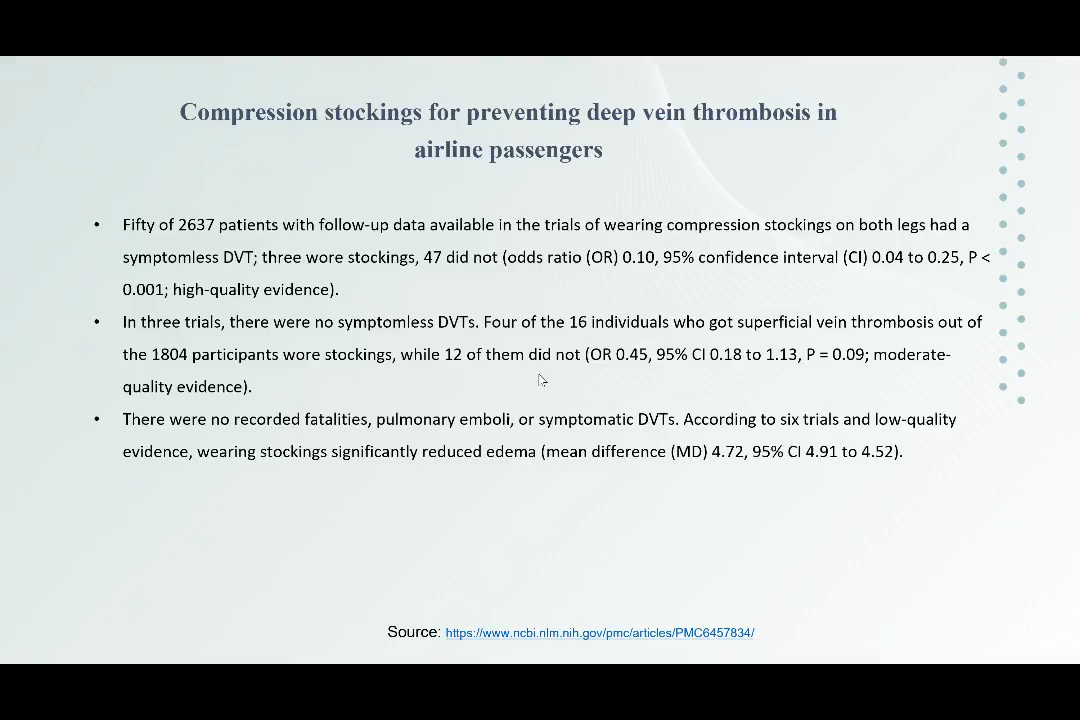 Compression stockings for preventing deep vein thrombosis in
airline passengers
• Fifty of 2637 patients with follow-up data available in the trials of wearing compression stockings on both legs had a
symptomless DVT; three wore stockings, 47 did not (odds ratio (OR) 0.10, 95% confidence interval (CI) 0.04 to 0.25, P <
0.001; high-quality evidence).
• In three trials, there were no symptomless DVTs. Four of the 16 individuals who got superficial vein thrombosis out of
the 1804 participants wore stockings, while 12 of them did not (OR 0.45, 95% CI 0.18 to 1.13, P = 0.09; moderate-
quality evidence).
• There were no recorded fatalities, pulmonary emboli, or symptomatic DVTs. According to six trials and low-quality
evidence, wearing stockings significantly reduced edema (mean difference (MD) 4.72, 95% CI 4.91 to 4.52).
Source: https://www.ncbi.nlm.nih.gov/pmc/articles/PMC6457834/